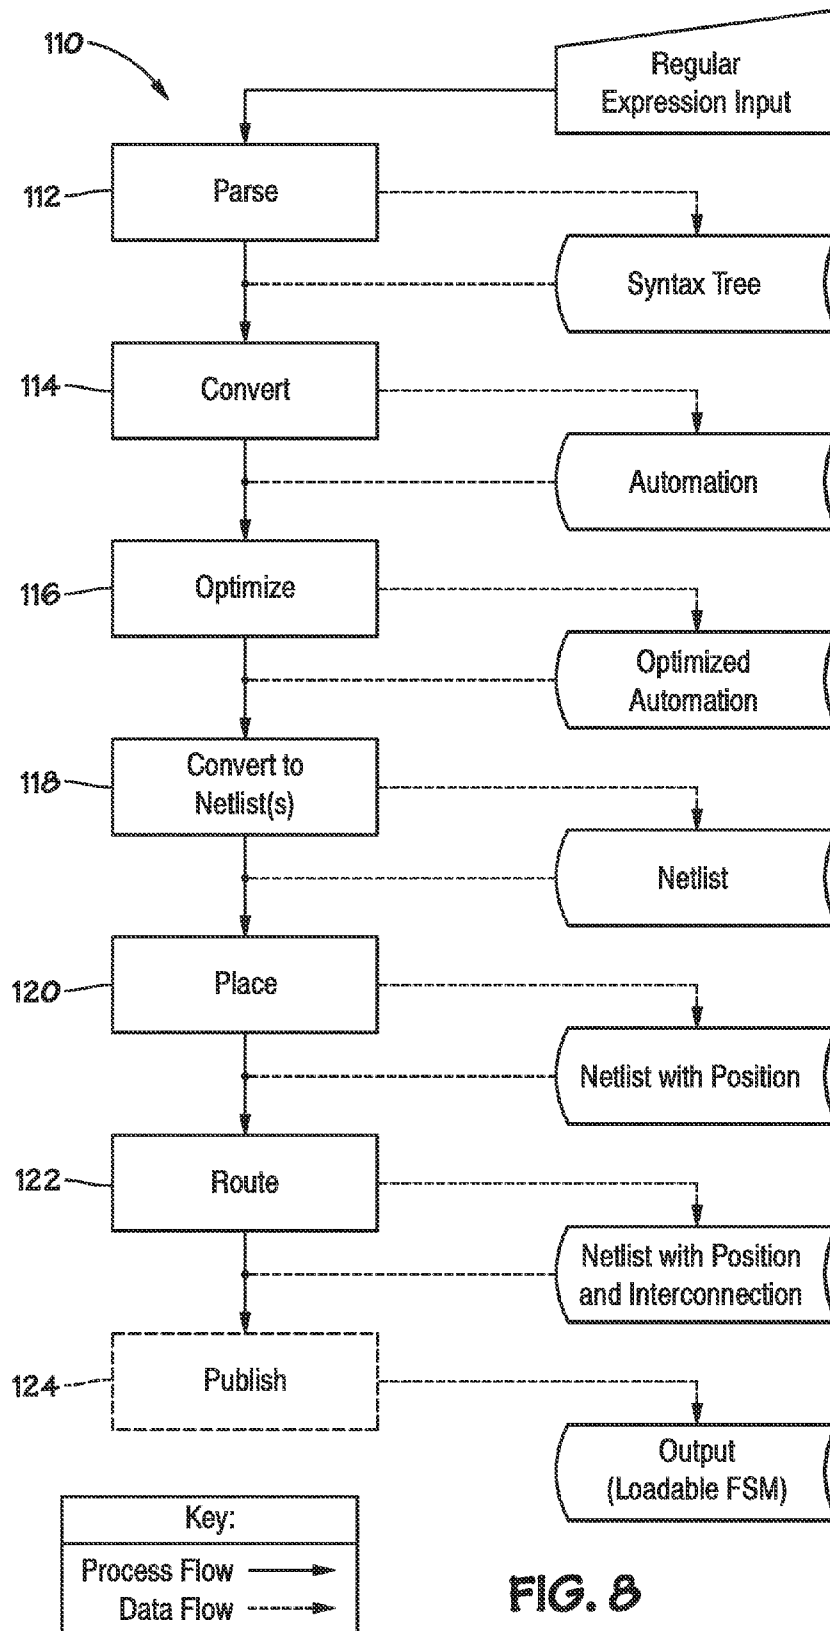 110
Regular
Expression Input
112
Parse
Syntax Tree
114
Convert
Automation
116
Optimize
Optimized
Automation
118
Convert to
Netlist(s)
Netlist
120
Place
Netlist with Position
122
Route
Netlist with Position
and Interconnection
124
Publish
Output
(Loadable FSM)
Key:
Process Flow
Data Flow
FIG. 8